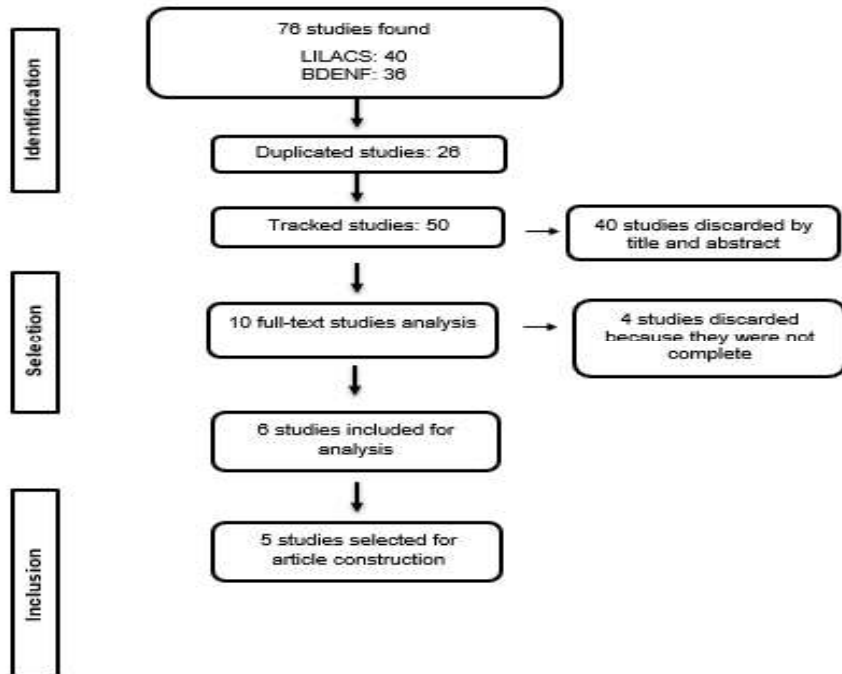 Identification
76 studies found
LILACS: 40
BDENF: 36
Duplicated studies: 26
Tracked studies: 50
40 studies discarded by
title and abstract
Selection
10 full-text studies analysis
4 studies discarded
because they were not
complete
6 studies included for
analysis
Inclusion
5 studies selected for
article construction